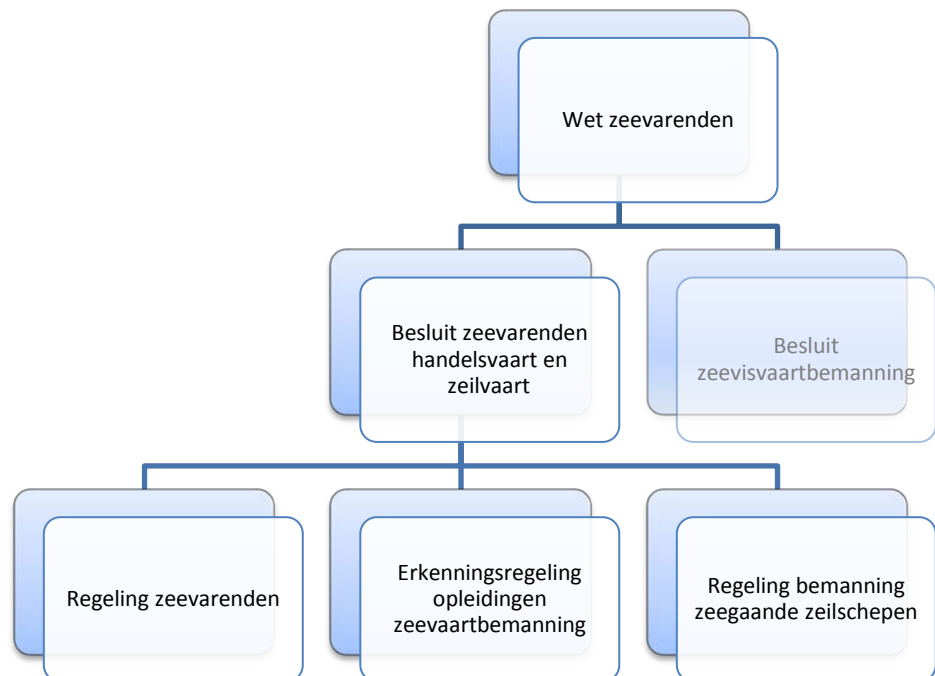 Wet zeevarenden
Besluit zeevarenden
handelsvaart en
zeilvaart
Besluit
zeevisvaartbemanning
Regeling zeevarenden
Erkenningsregeling
opleidingen
zeevaartbemanning
Regeling bemanning
zeegaande zeilschepen